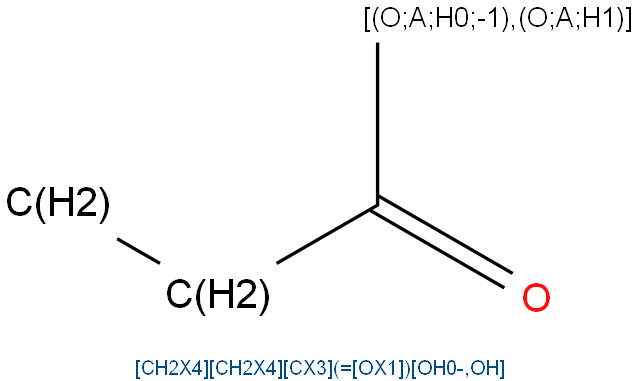 [(O;A;H0;-1),(O;A;H1)]
C(H2)
C(H2)
O
[CH2X4][CH2X4][CX3](=[OX1])[OH0-,OH]